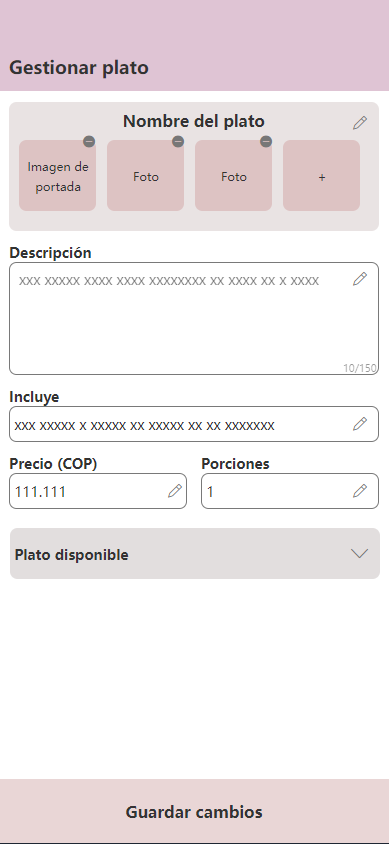 Gestionar plato
Nombre del plato
Imagen de
portada
Foto
Foto
+
Descripción
xxx xxxxx xxxx xxxx xxxxxxxx xx xxxx xx x xxxx
10/150
Incluye
xxx xxxxx x xxxxx xx xxxxx xx xx xxxxxxx
Precio (COP)
Porciones
111.111
1
Plato disponible
Guardar cambios